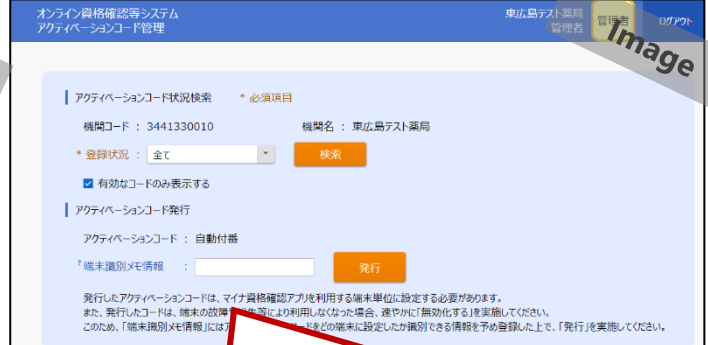 オンライン資格確認等システム
アクティベーションコード管理
東広島テスト薬局
管理者
管理者
ログアウト
Image
アクティベーションコード状況検索 * 必須項目
機関コード : 3441330010 機関名 : 東広島テスト薬局
* 登録状況 : 全て 検索
有効なコードのみ表示する
アクティベーションコード発行
アクティベーションコード : 自動付番
? 端末識別メモ情報 : 発行
発行したアクティベーションコードは、マイナ資格確認アプリを利用する端末単位に設定する必要があります。
また、発行したコードは、端末の故障 等により利用しなくなった場合、速やかに「無効化する」を実施してください。
このため、「端末識別メモ情報」には をどの端末に設定したか識別できる情報を予め登録した上で、「発行」を実施してください。